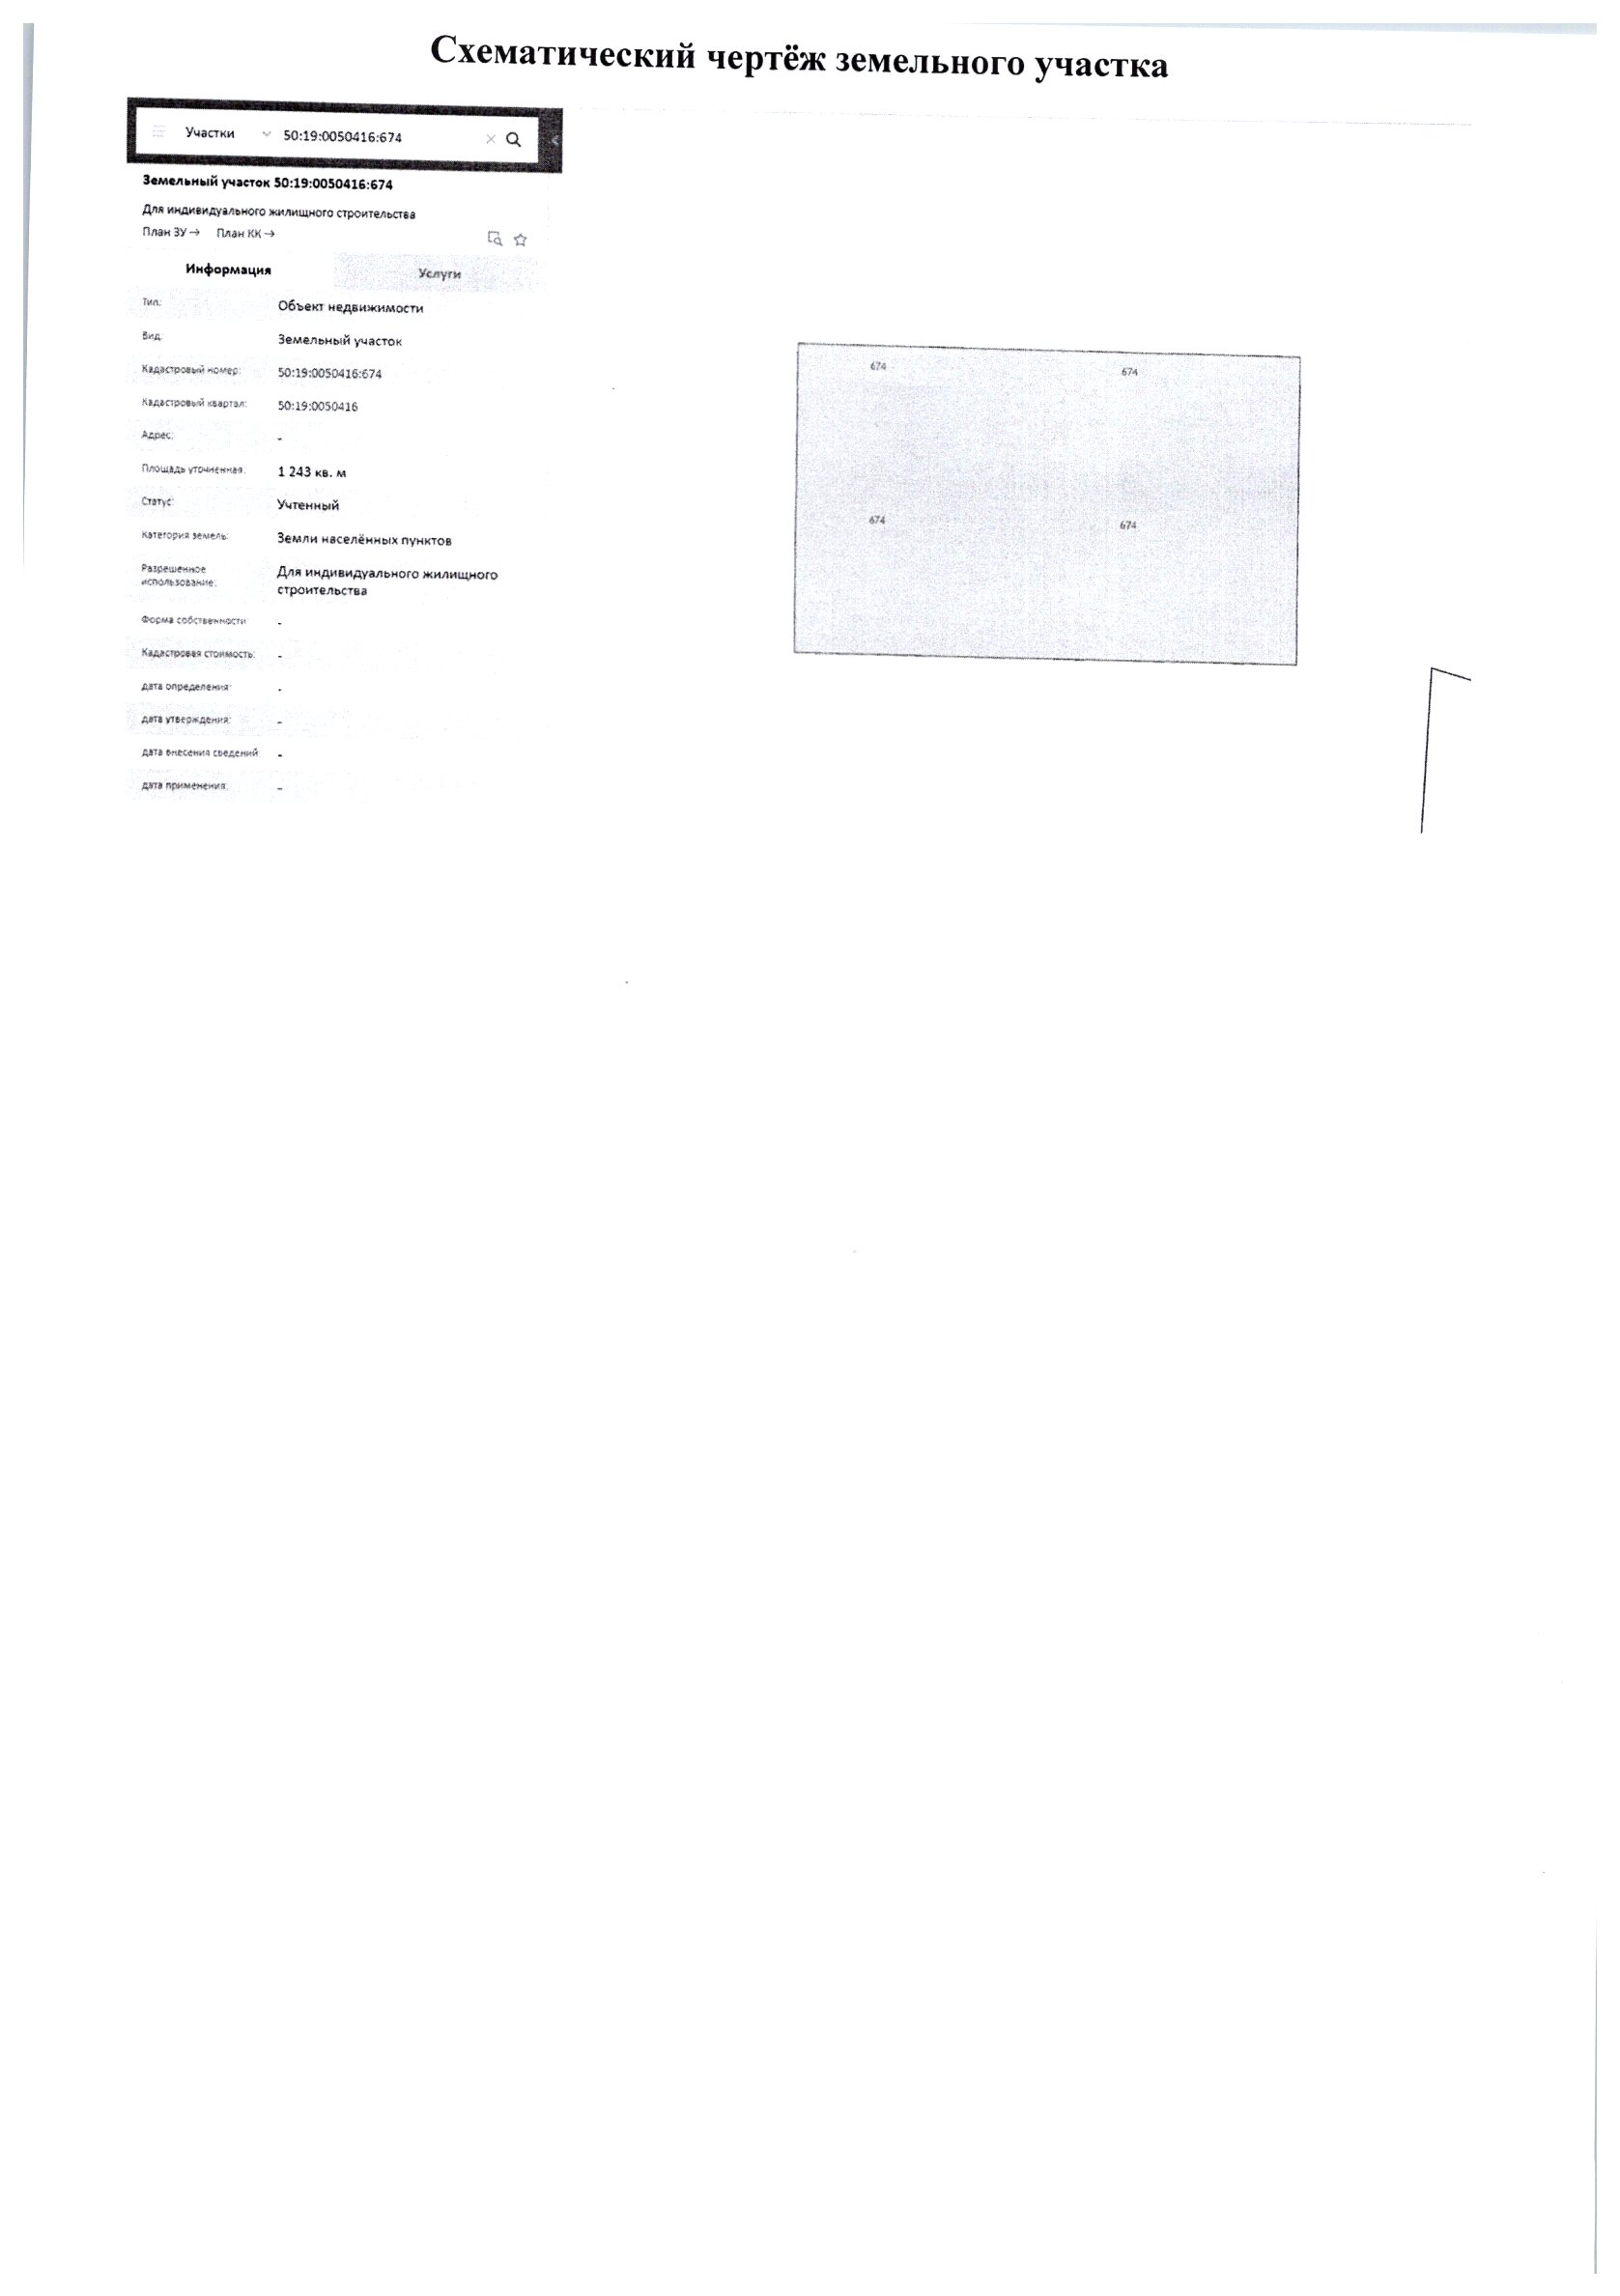 Схематический чертёж земельного участка
Участки 50:19:0050416:674
Земельный участок 50:19:0050416:674
Для индивидуального жилищного строительства
План ЗУ → План КК →
Информация Услуги
Тип: Объект недвижимости
Вид: Земельный участок
Кадастровый номер: 50:19:0050416:674
Кадастровый квартал: 50:19:0050416
Адрес: -
Площадь уточненная: 1 243 кв. м
Статус: Учтенный
Категория земель: Земли населённых пунктов
Разрешенное использование: Для индивидуального жилищного
строительства
Форма собственности: -
Кадастровая стоимость: -
дата определения: -
дата утверждения: -
дата внесения сведений: -
дата применения: -
674 674
674 674